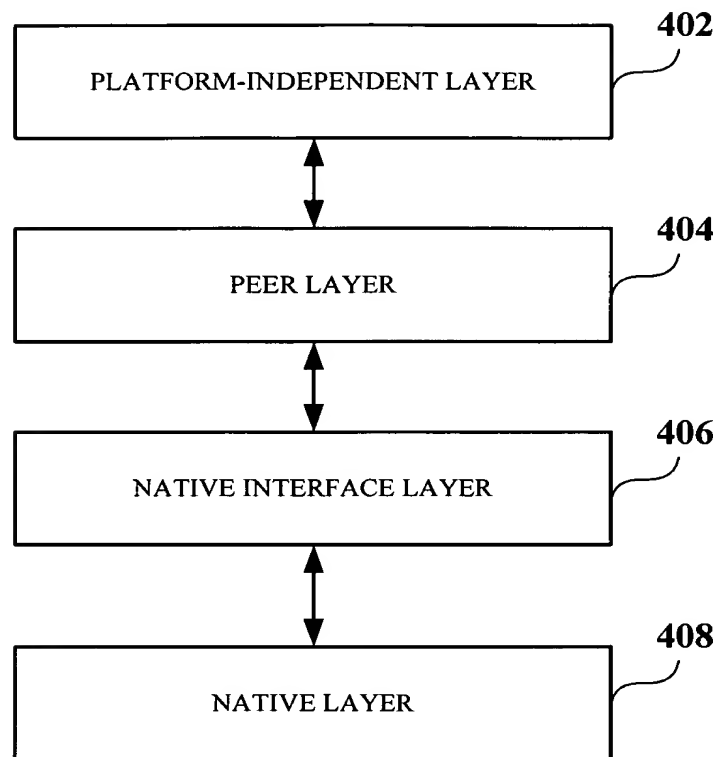 402
PLATFORM-INDEPENDENT LAYER
404
PEER LAYER
406
NATIVE INTERFACE LAYER
408
NATIVE LAYER